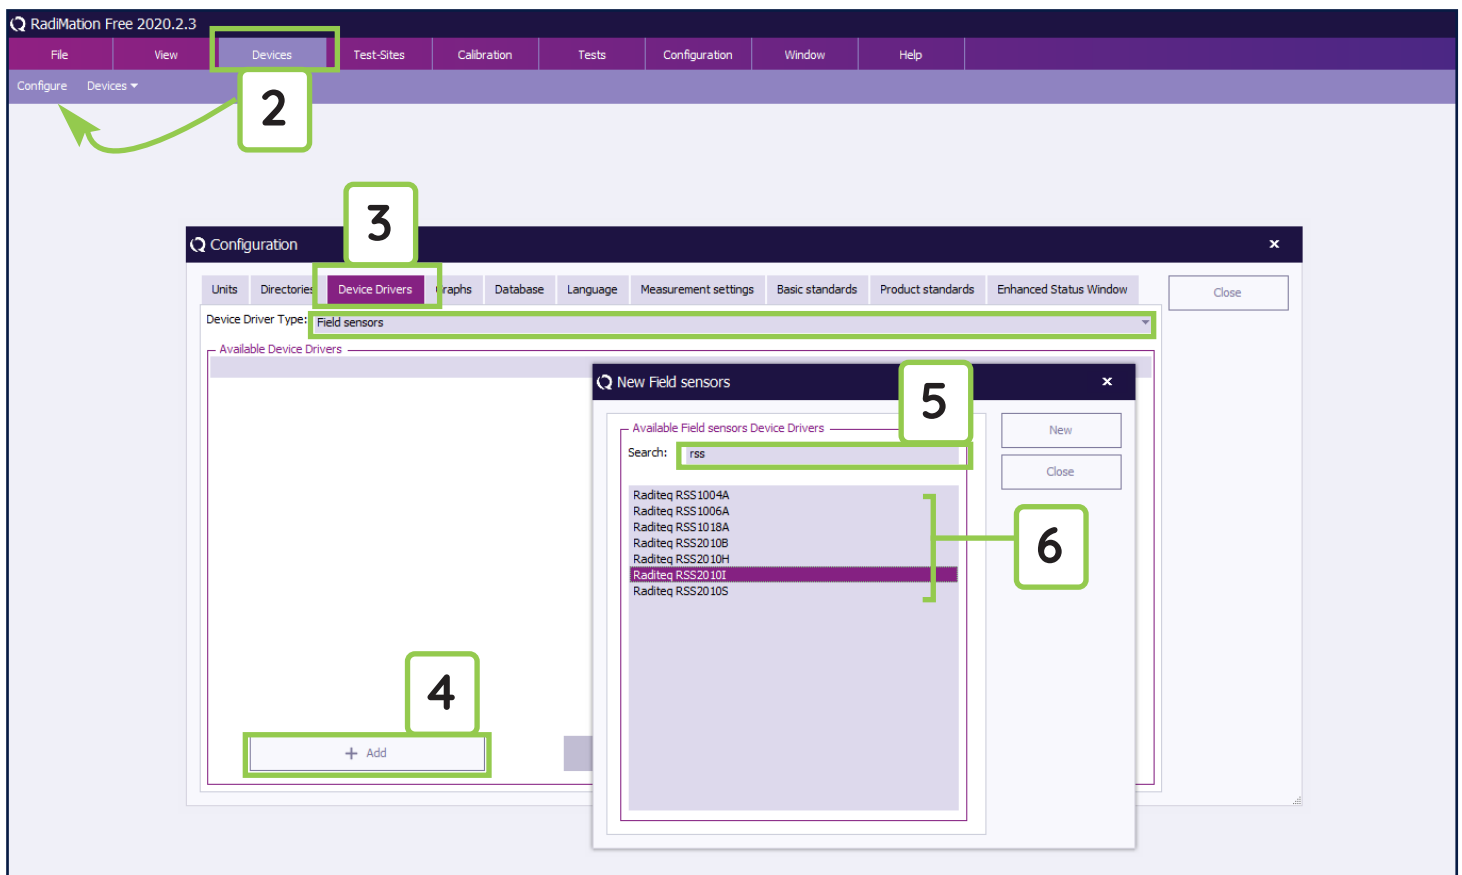 RadiMation Free 2020.2.3
File View Devices Test-Sites Calibration Tests Configuration Window Help
Configure Devices
2
3
Configuration x
Units Directories Device Drivers Graphs Database Language Measurement settings Basic standards Product standards Enhanced Status Window Close
Device Driver Type: Field sensors
Available Device Drivers
New Field sensors x
5
Available Field sensors Device Drivers
New
Search: rss
Close
Raditeq RSS1004A
Raditeq RSS1006A
Raditeq RSS1018A
Raditeq RSS2010B
Raditeq RSS2010H
Raditeq RSS2010I
Raditeq RSS2010S
6
4
+ Add